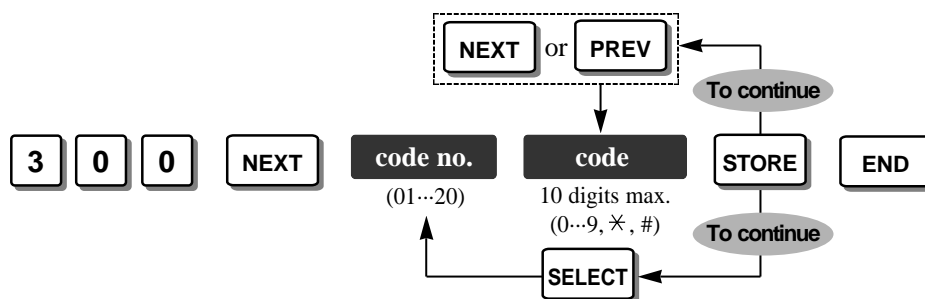 NEXT or PREV
To continue
3 0 0 NEXT code no. code STORE END
(01···20) 10 digits max.
(0···9, ✳, #)
To continue
SELECT